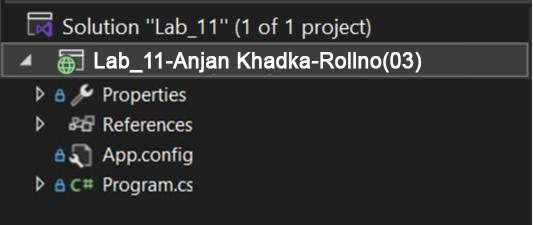 Solution "Lab_11" (1 of 1 project)
Lab_11-Anjan Khadka-Rollno(03)
Properties
References
App.config
C# Program.cs